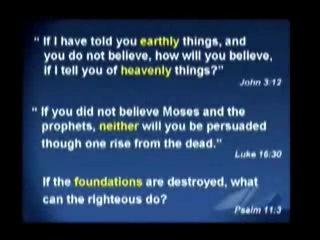 “ If I have told you earthly things, and
you do not believe, how will you believe,
if I tell you of heavenly things?”
John 3:12
“ If you did not believe Moses and the
prophets, neither will you be persuaded
though one rise from the dead.”
Luke 16:30
If the foundations are destroyed, what
can the righteous do?
Psalm 11:3